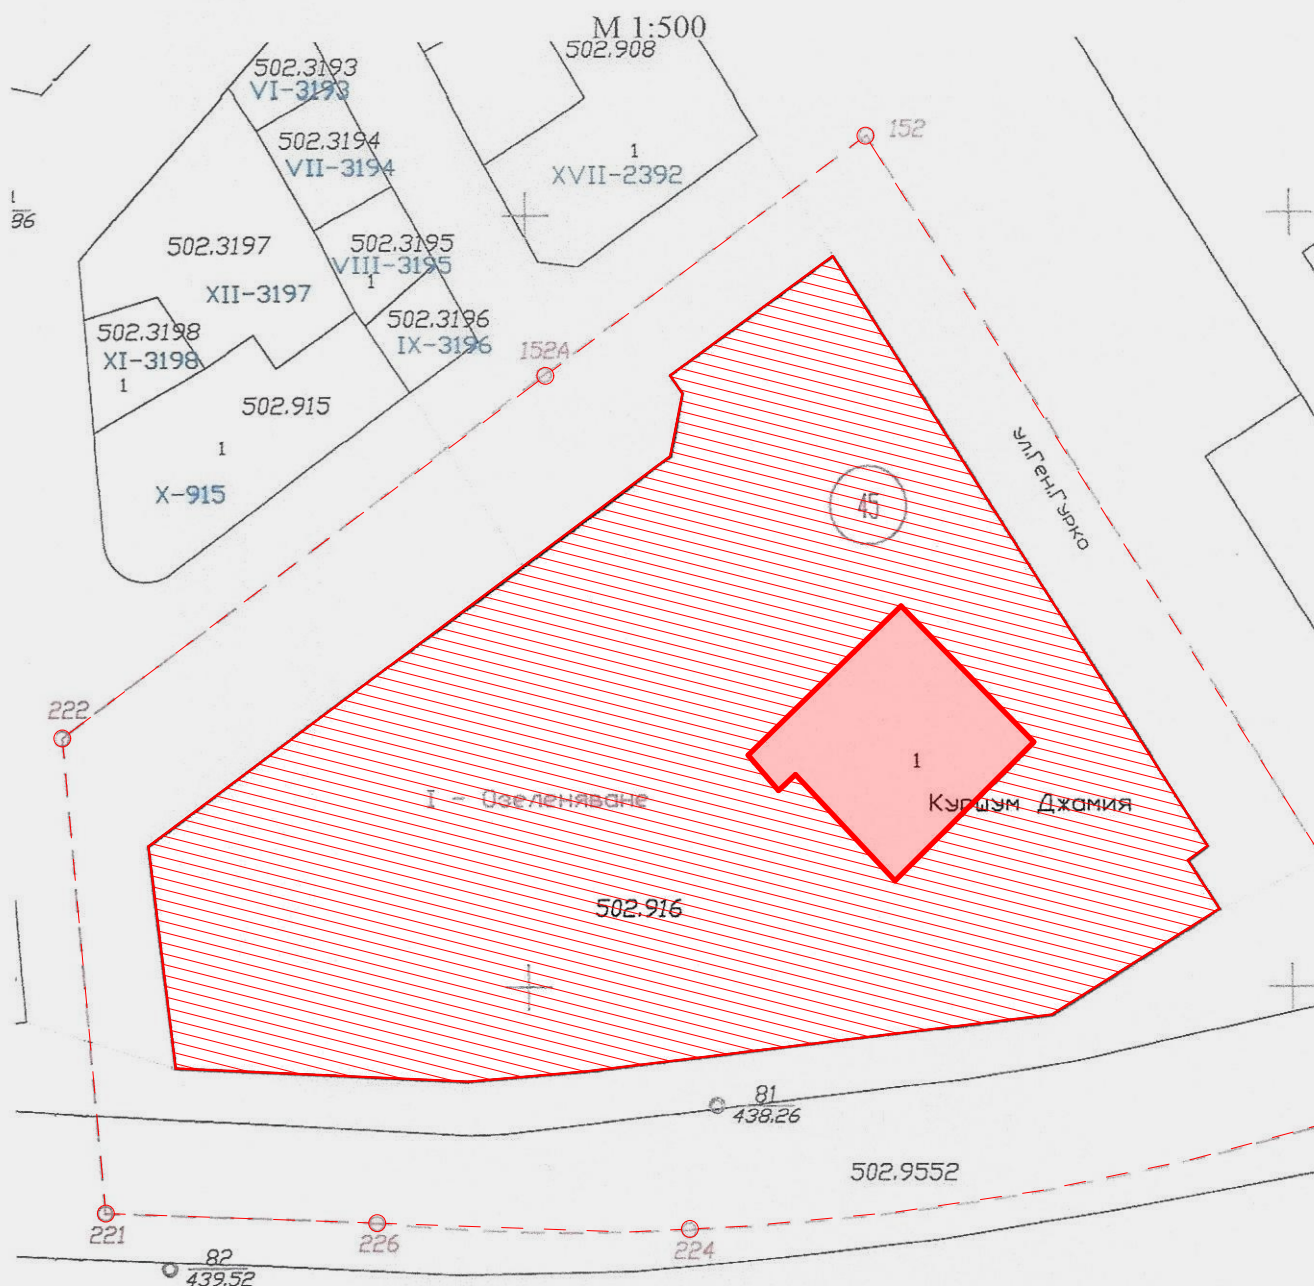 М 1:500
502.908
502.3193
VI-3193
152
502.3194
1
VII-3194
XVII-2392
1
86
502.3197
502.3195
VIII-3195
1
XII-3197
502.3196
502.3198
IX-3196
XI-3198
152A
1
502.915
1
ул.Ген.Гурко
X-915
45
222
1
I - Озеленяване
Куршум Джамия
502.916
81
438.26
502.9552
221
226
224
82
439.52